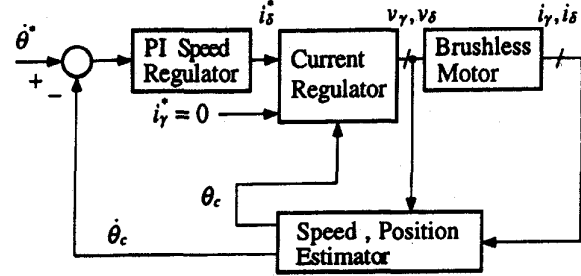 θ̇* + −
PI Speed
Regulator
i*δ
i*γ = 0
Current
Regulator
vγ, vδ
Brushless
Motor
iγ, iδ
θc
θ̇c
Speed , Position
Estimator